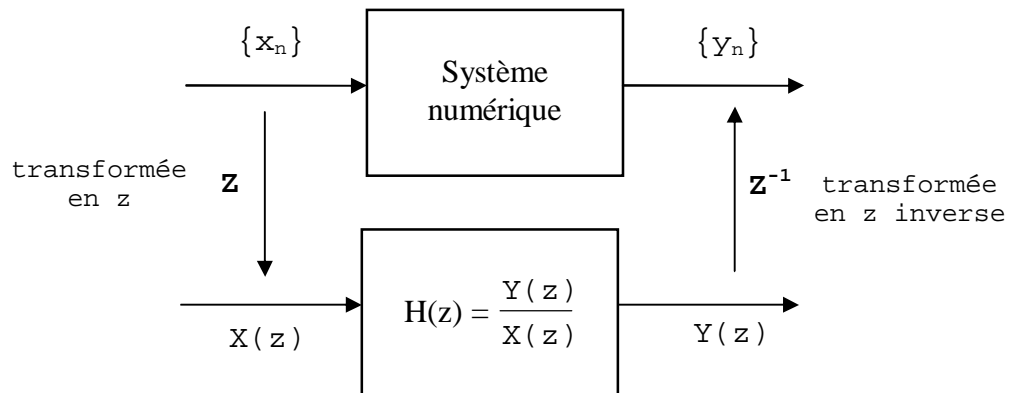 {xₙ}
{yₙ}
Système
numérique
transformée
en z
Z
Z⁻¹
transformée
en z inverse
H(z) = Y(z)/X(z)
X(z)
Y(z)